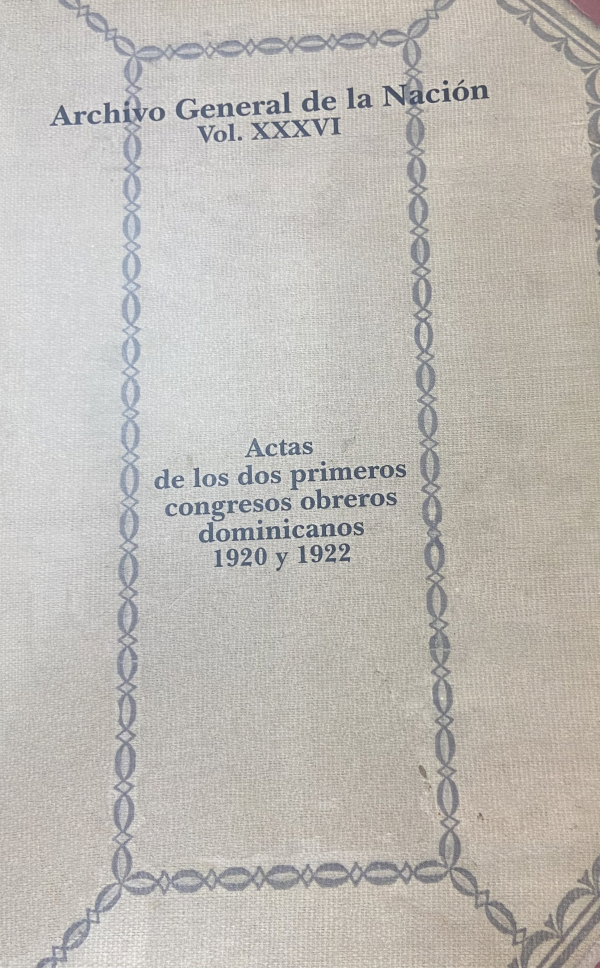 Archivo General de la Nación
Vol. XXXVI
Actas
de los dos primeros
congresos obreros
dominicanos
1920 y 1922